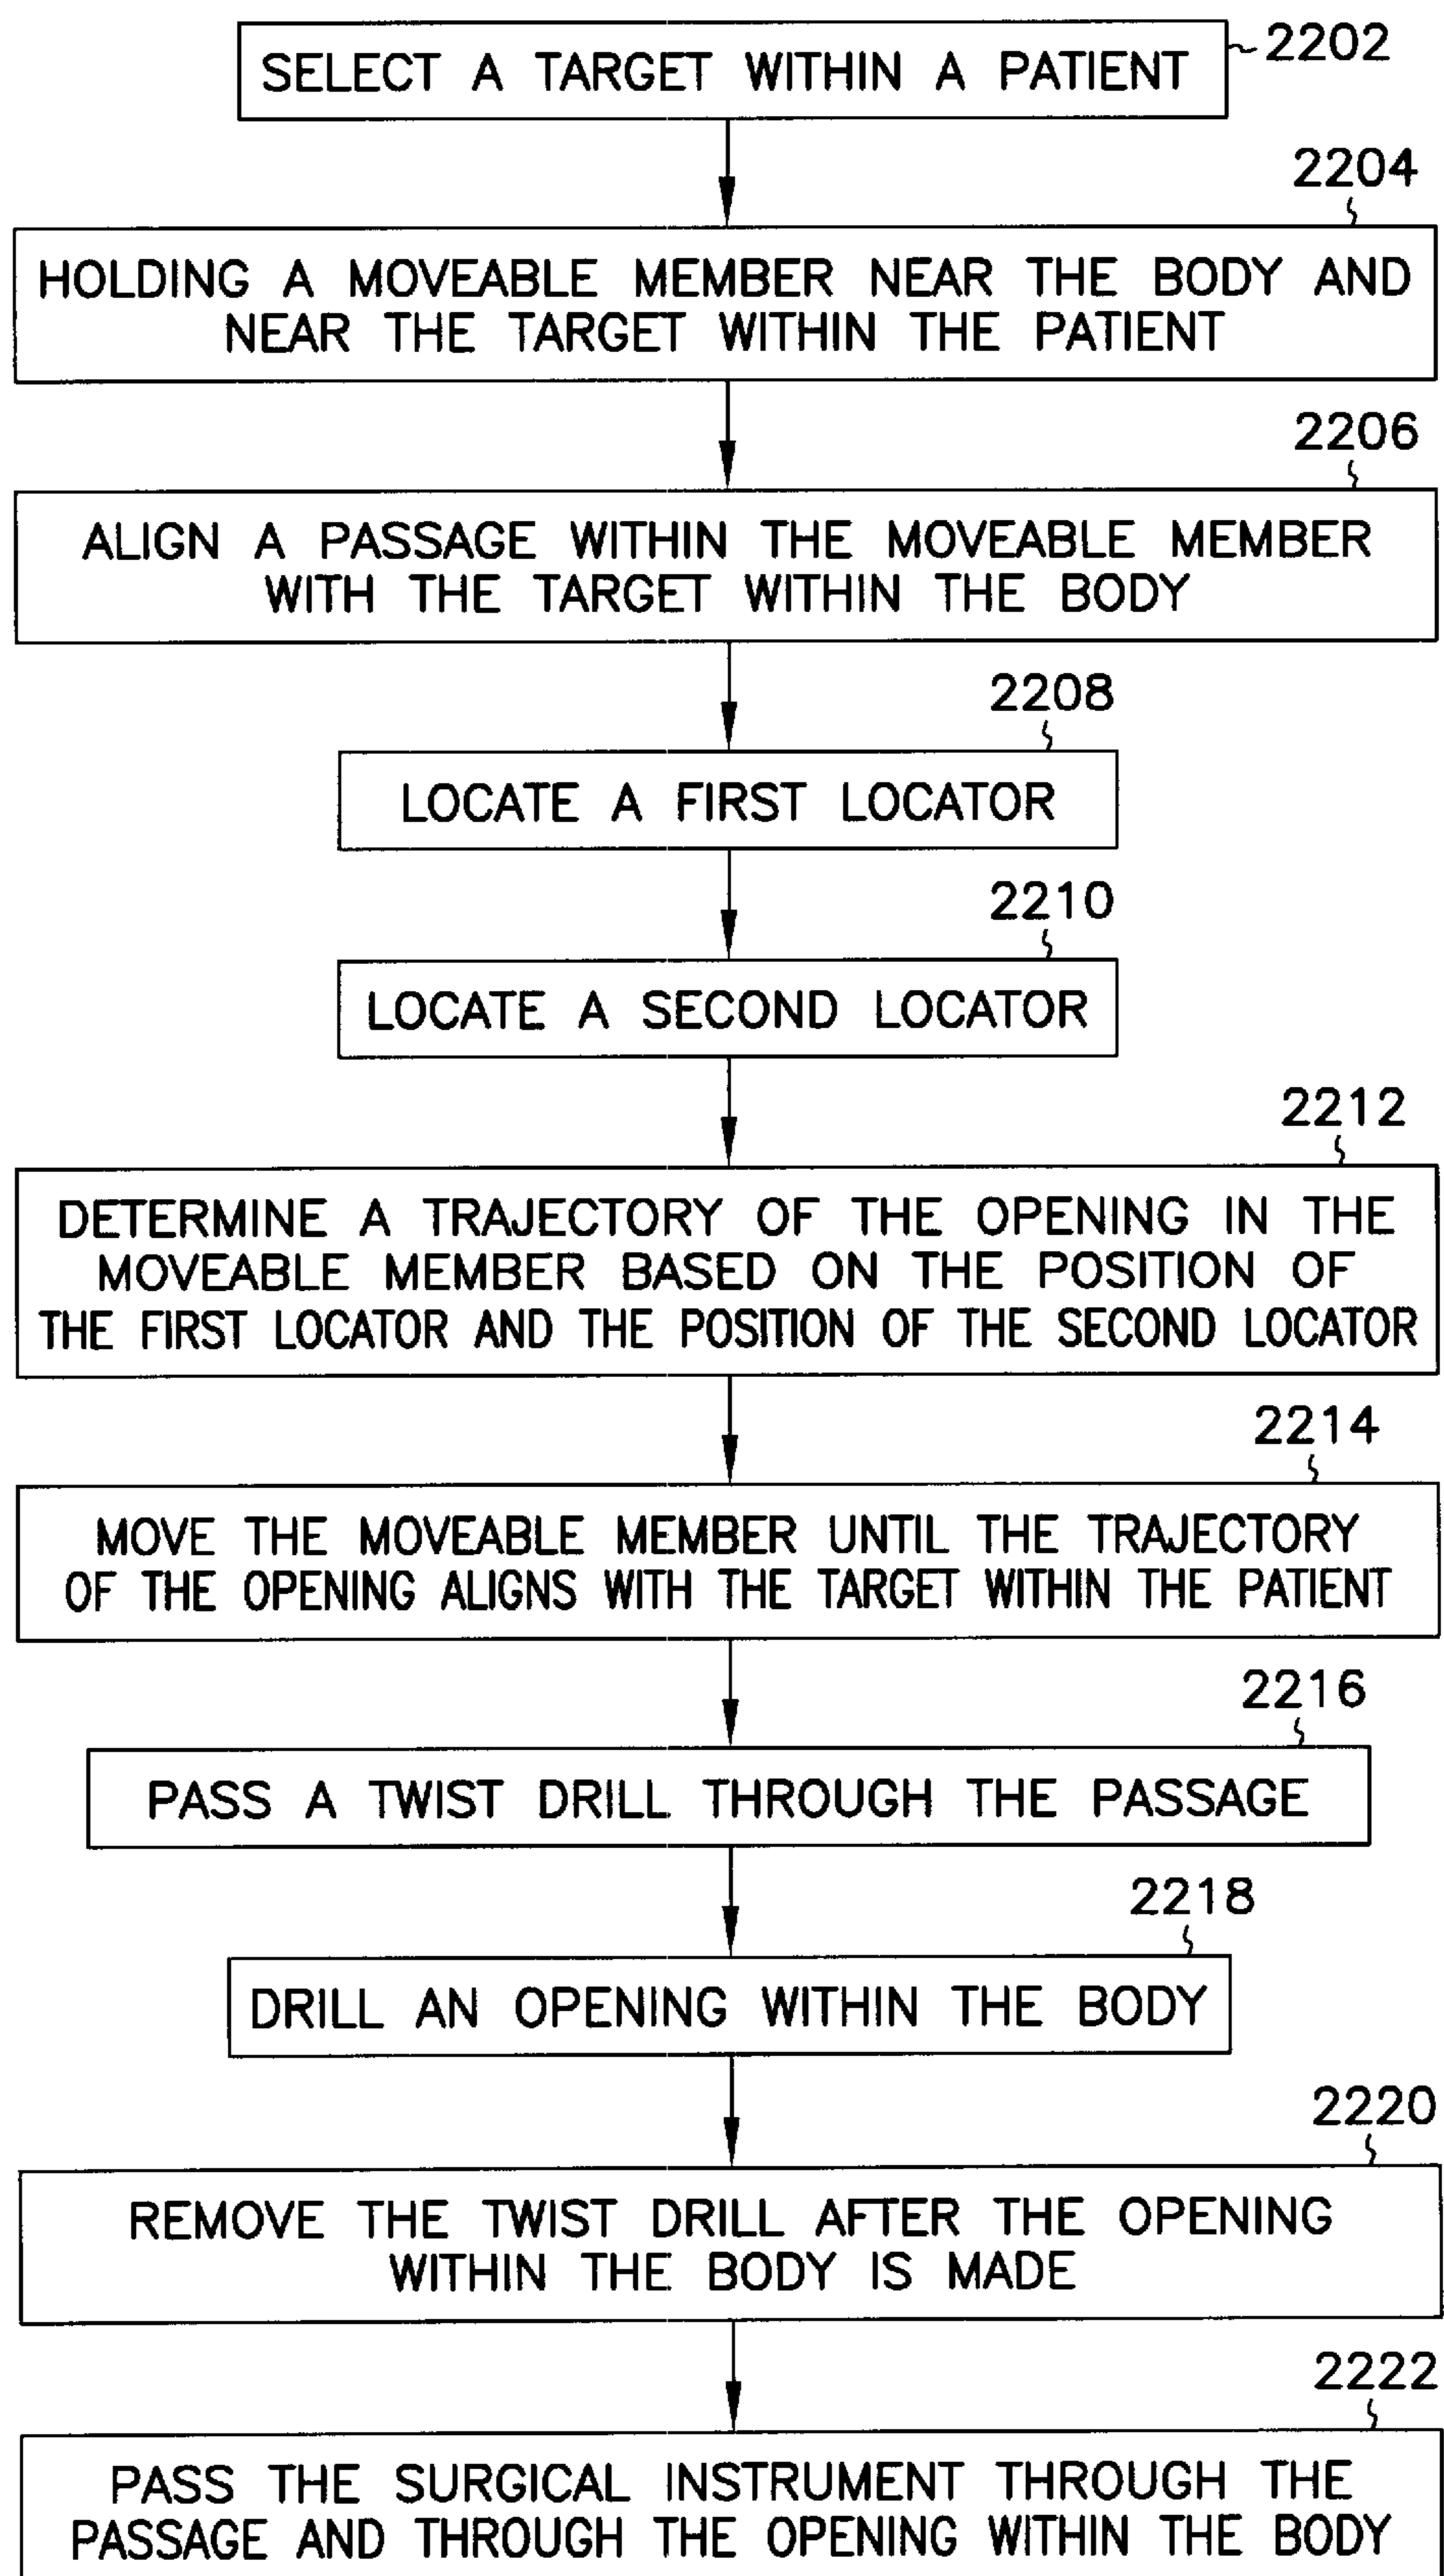 SELECT A TARGET WITHIN A PATIENT
2202
2204
HOLDING A MOVEABLE MEMBER NEAR THE BODY AND
NEAR THE TARGET WITHIN THE PATIENT
2206
ALIGN A PASSAGE WITHIN THE MOVEABLE MEMBER
WITH THE TARGET WITHIN THE BODY
2208
LOCATE A FIRST LOCATOR
2210
LOCATE A SECOND LOCATOR
2212
DETERMINE A TRAJECTORY OF THE OPENING IN THE
MOVEABLE MEMBER BASED ON THE POSITION OF
THE FIRST LOCATOR AND THE POSITION OF THE SECOND LOCATOR
2214
MOVE THE MOVEABLE MEMBER UNTIL THE TRAJECTORY
OF THE OPENING ALIGNS WITH THE TARGET WITHIN THE PATIENT
2216
PASS A TWIST DRILL THROUGH THE PASSAGE
2218
DRILL AN OPENING WITHIN THE BODY
2220
REMOVE THE TWIST DRILL AFTER THE OPENING
WITHIN THE BODY IS MADE
2222
PASS THE SURGICAL INSTRUMENT THROUGH THE
PASSAGE AND THROUGH THE OPENING WITHIN THE BODY